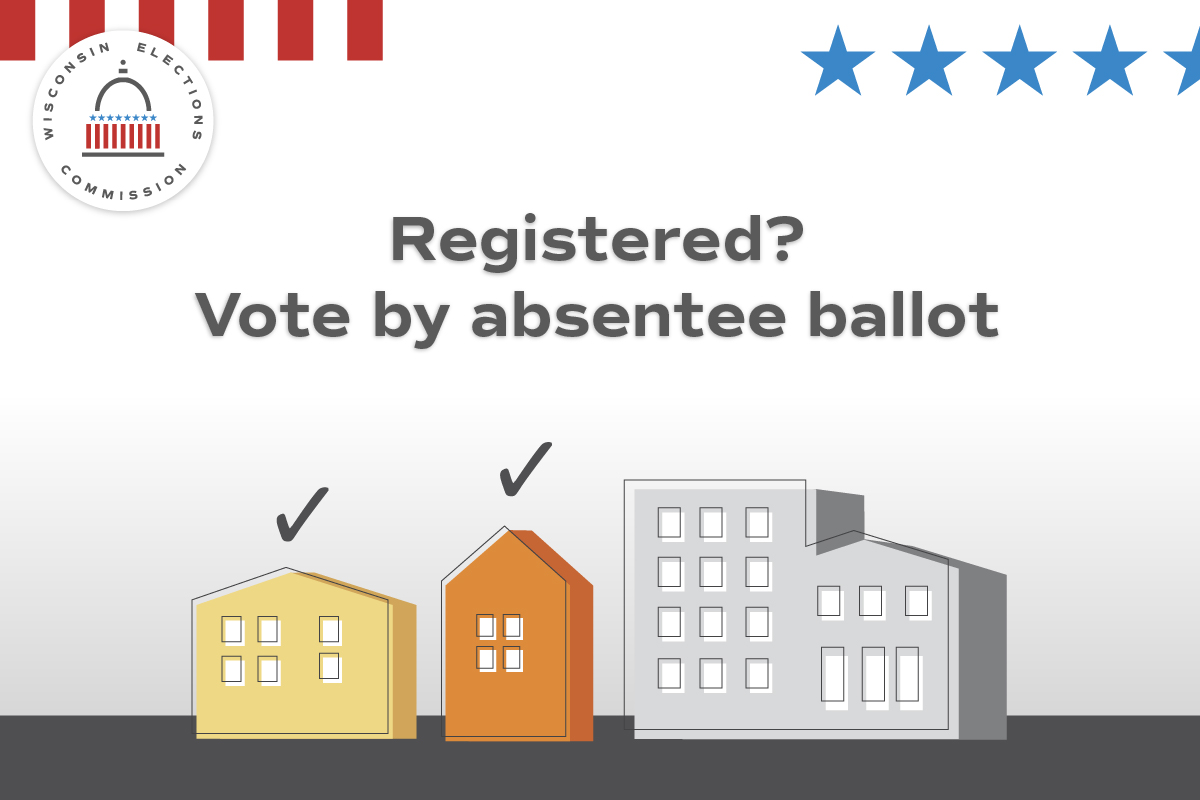 WISCONSIN ELECTIONS
COMMISSION
Registered?
Vote by absentee ballot